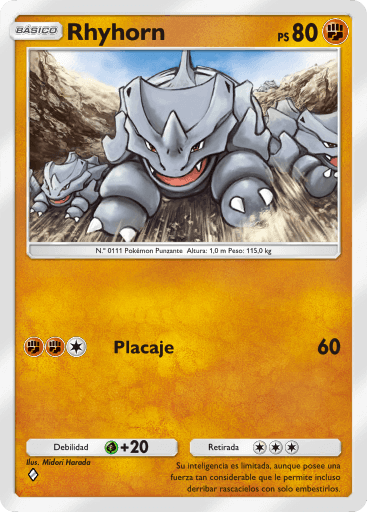 BÁSICO Rhyhorn PS 80
N.º 0111 Pokémon Punzante Altura: 1,0 m Peso: 115,0 kg
Placaje 60
Debilidad +20 Retirada
Ilus. Midori Harada
Su inteligencia es limitada, aunque posee una
fuerza tan considerable que le permite incluso
derribar rascacielos con solo embestirlos.